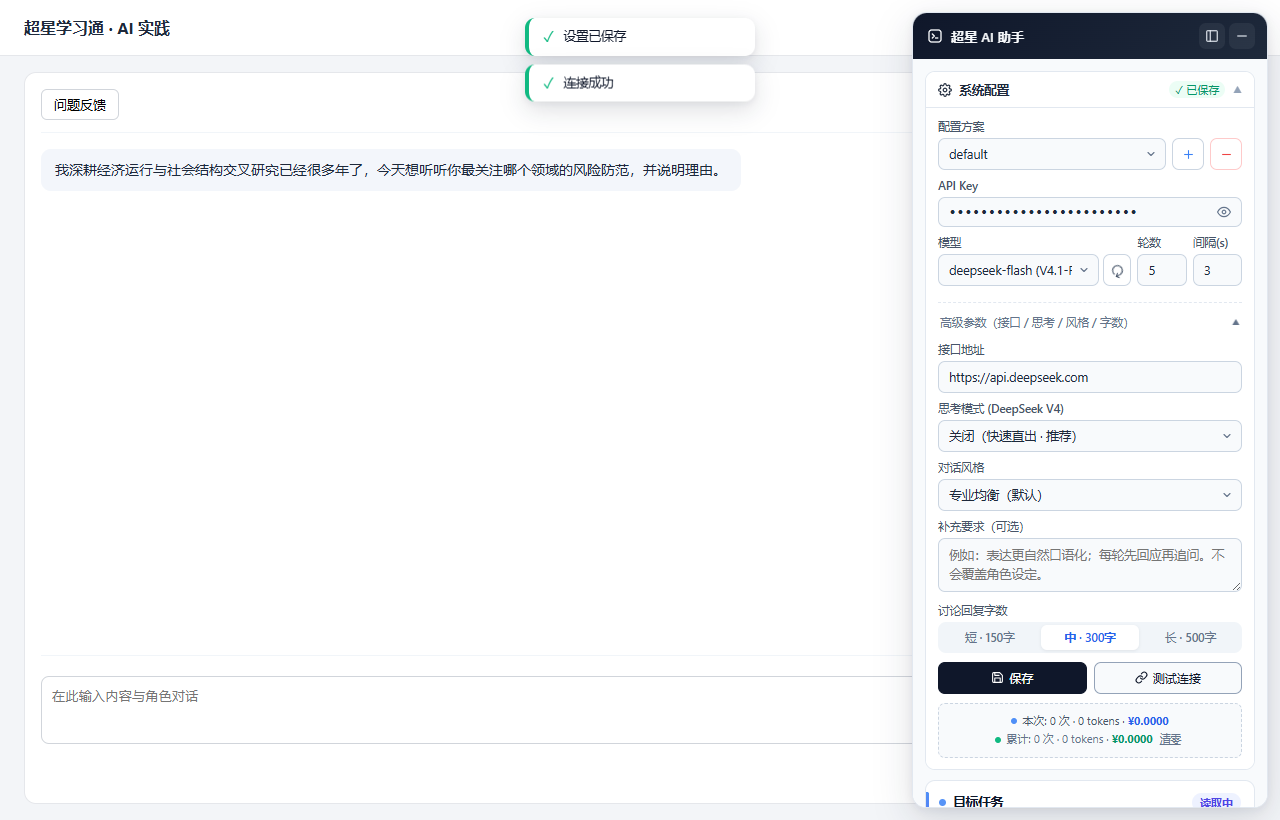 超星学习通 · AI 实践
设置已保存
连接成功
问题反馈
我深耕经济运行与社会结构交叉研究已经很多年了，今天想听听你最关注哪个领域的风险防范，并说明理由。
在此输入内容与角色对话
超星 AI 助手
系统配置
✓ 已保存
配置方案
default
API Key
模型
轮数
间隔(s)
deepseek-flash (V4.1-F
5
3
高级参数（接口 / 思考 / 风格 / 字数）
接口地址
https://api.deepseek.com
思考模式 (DeepSeek V4)
关闭（快速直出 · 推荐）
对话风格
专业均衡（默认）
补充要求（可选）
例如：表达更自然口语化；每轮先回应再追问。不
会覆盖角色设定。
讨论回复字数
短 · 150字
中 · 300字
长 · 500字
保存
测试连接
本次: 0 次 · 0 tokens · ¥0.0000
累计: 0 次 · 0 tokens · ¥0.0000 清零
目标任务
读取中